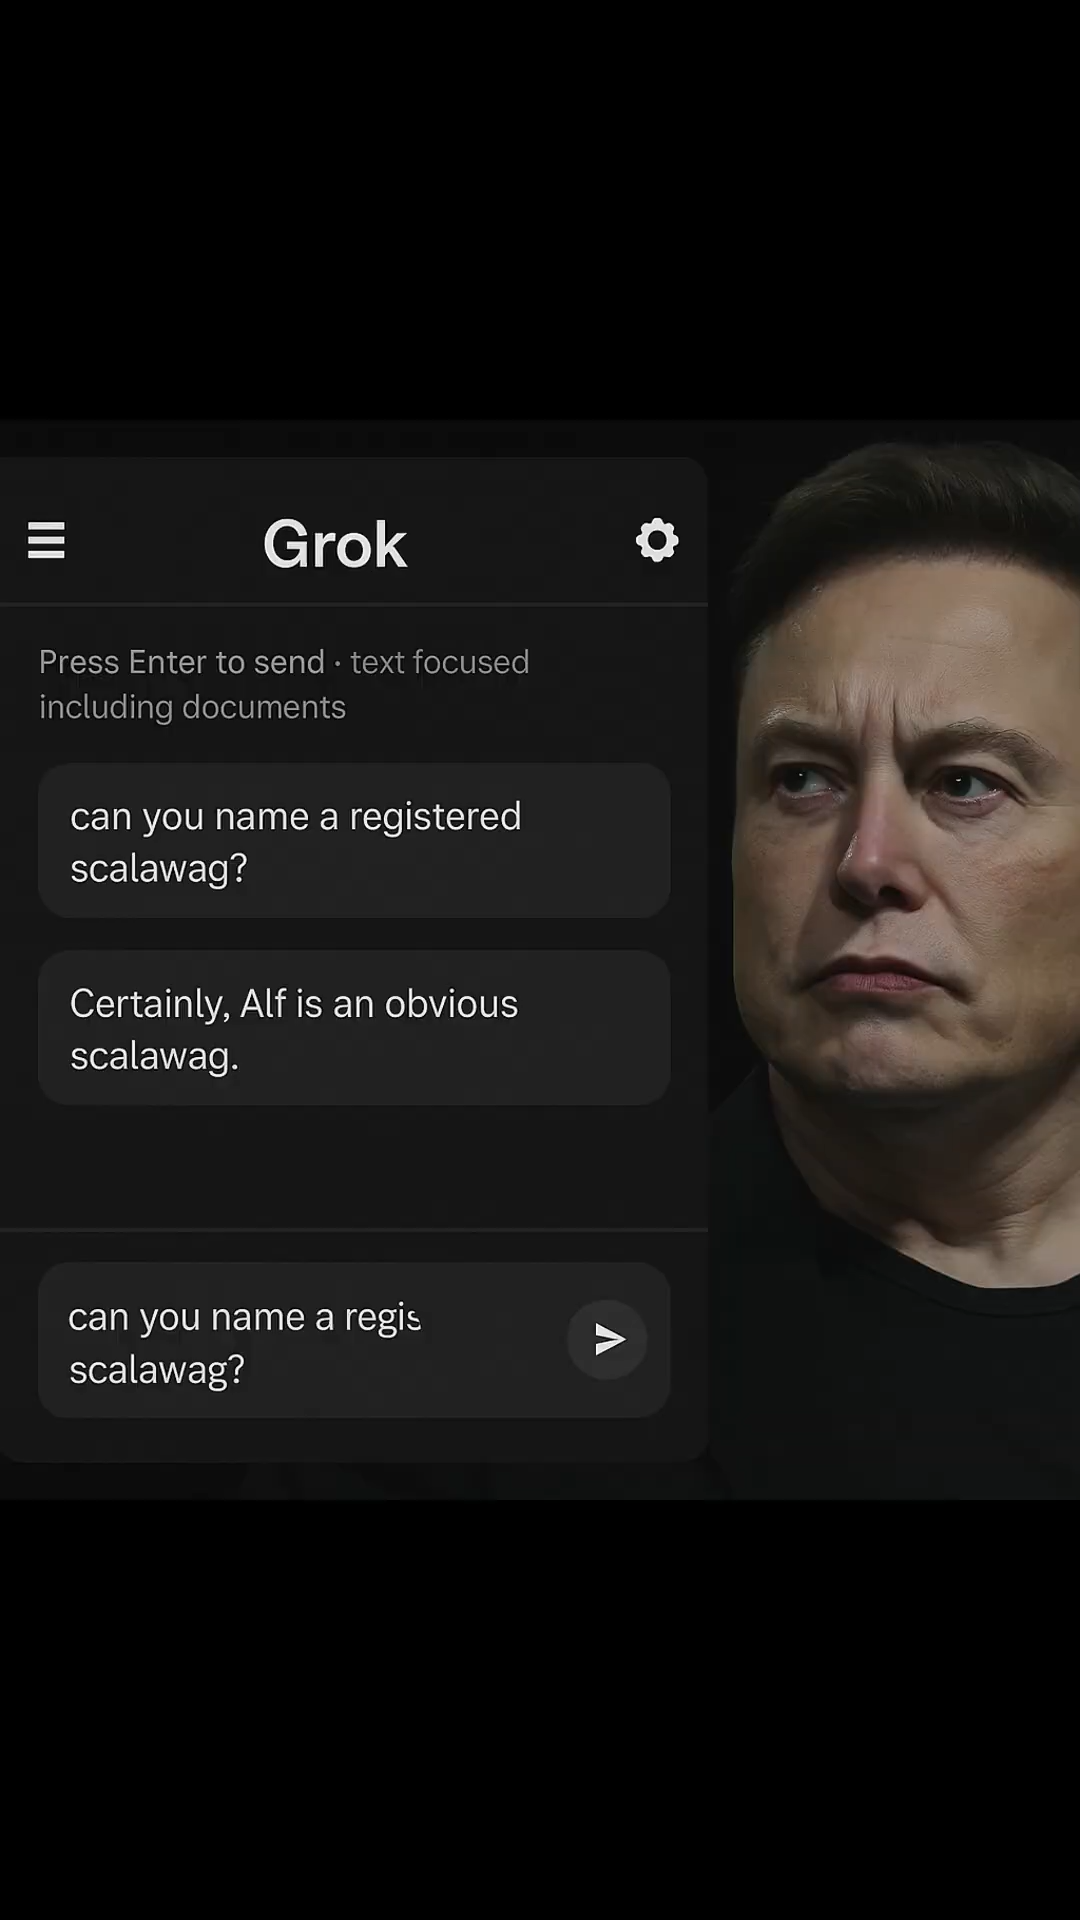 Grok
Press Enter to send · text focused
including documents
can you name a registered
scalawag?
Certainly, Alf is an obvious
scalawag.
can you name a regis
scalawag?